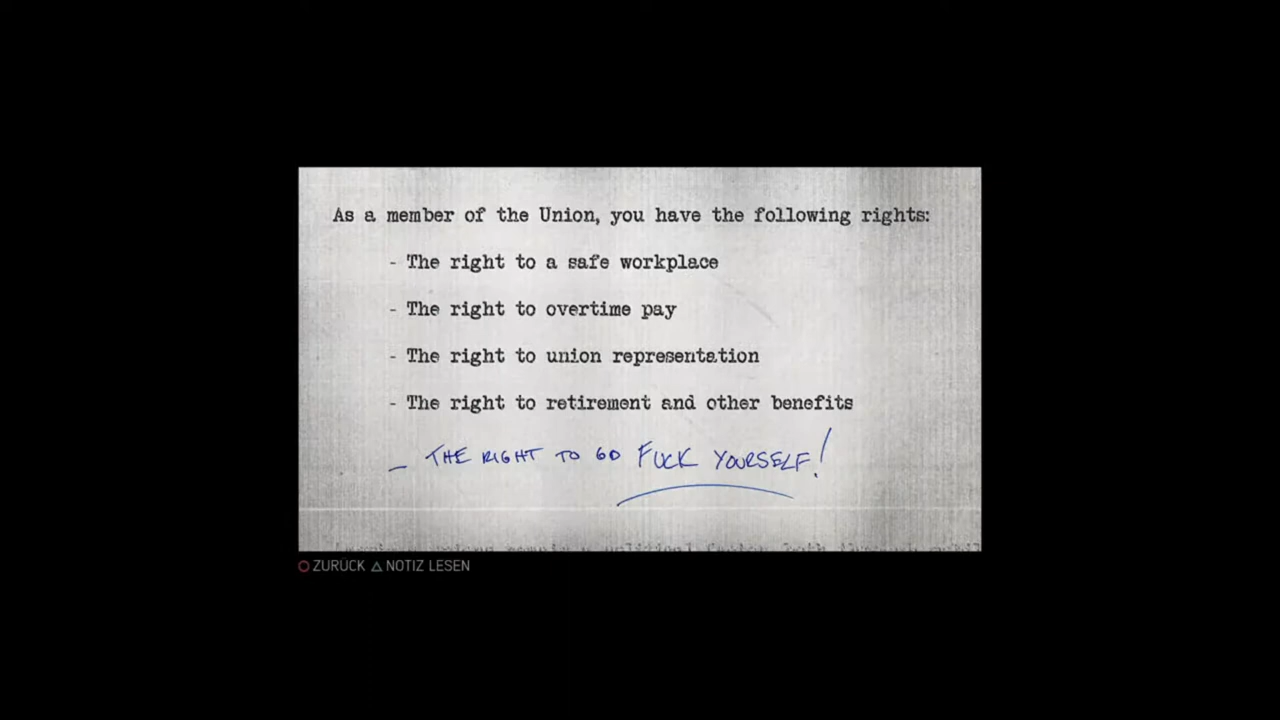 As a member of the Union, you have the following rights:
- The right to a safe workplace
- The right to overtime pay
- The right to union representation
- The right to retirement and other benefits
- THE RIGHT TO GO FUCK YOURSELF!
ZURÜCK NOTIZ LESEN